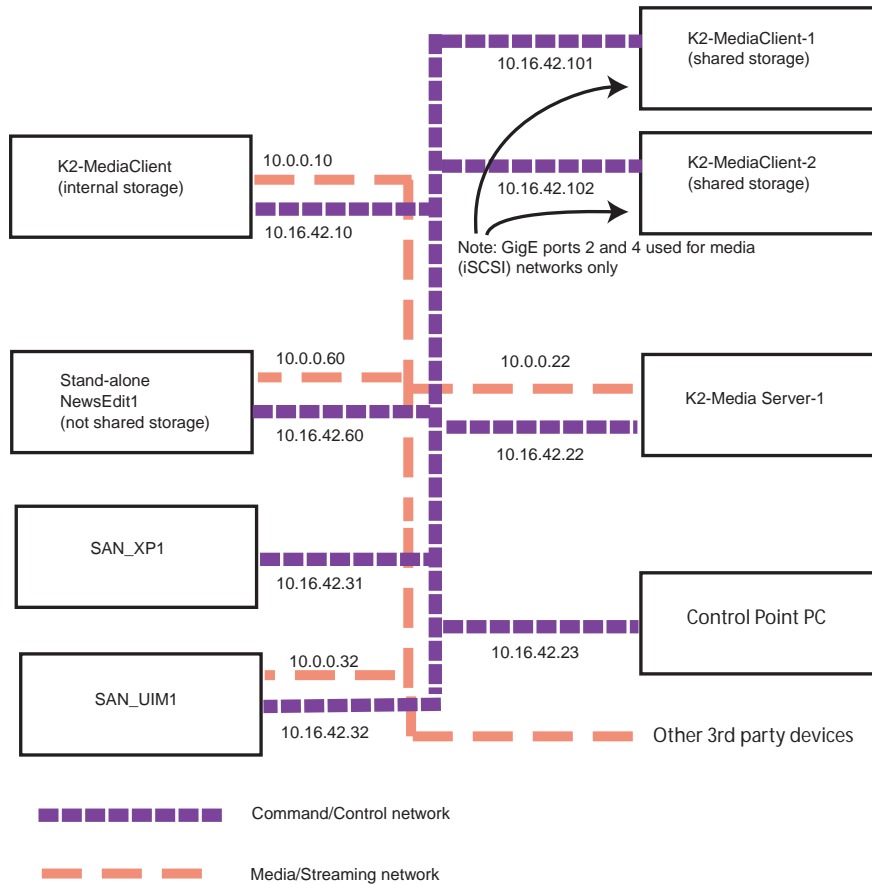 K2-MediaClient-1
(shared storage)
10.16.42.101
K2-MediaClient
(internal storage)
10.0.0.10
10.16.42.10
K2-MediaClient-2
(shared storage)
10.16.42.102
Note: GigE ports 2 and 4 used for media
(iSCSI) networks only
Stand-alone
NewsEdit1
(not shared storage)
10.0.0.60
10.16.42.60
10.0.0.22
K2-Media Server-1
10.16.42.22
SAN_XP1
10.16.42.31
Control Point PC
10.16.42.23
SAN_UIM1
10.0.0.32
10.16.42.32
Other 3rd party devices
Command/Control network
Media/Streaming network